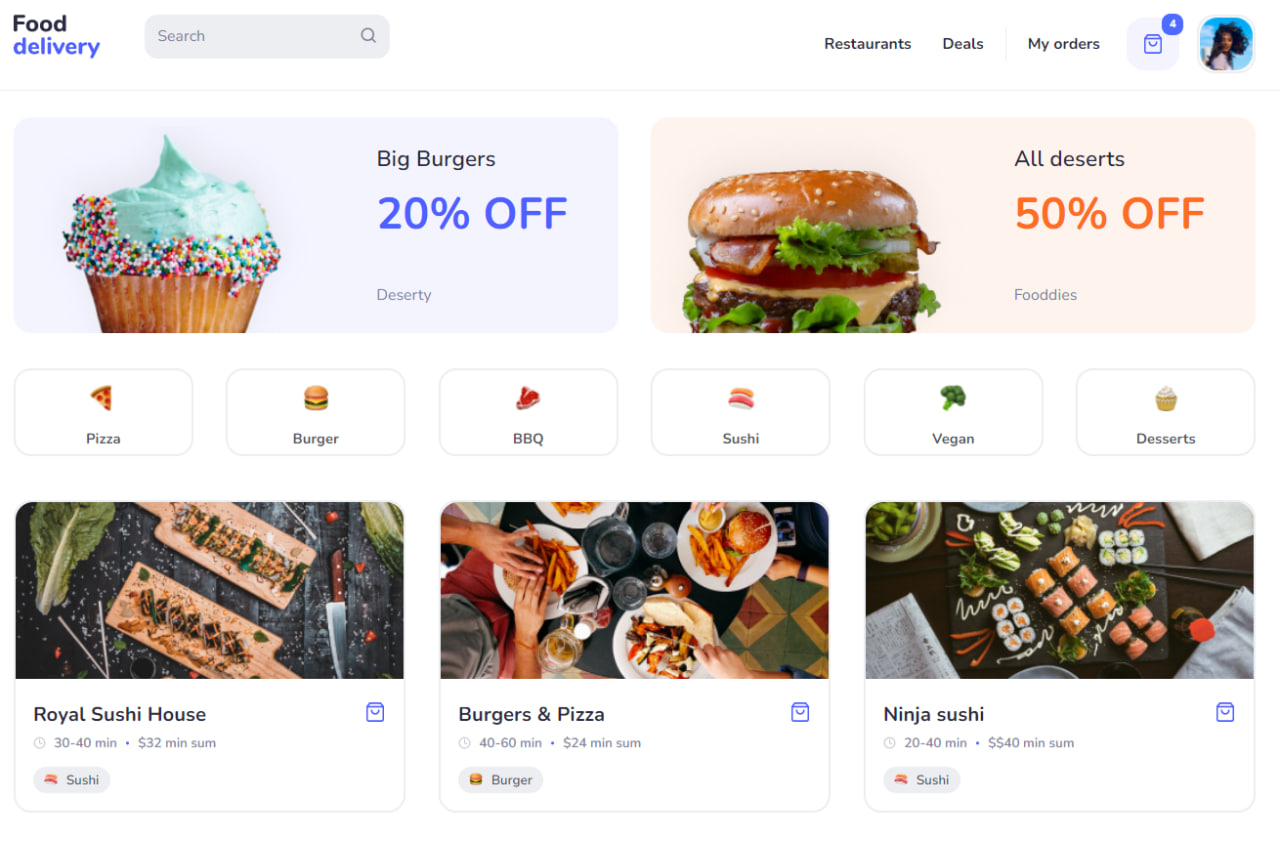 Food
delivery
Search
Restaurants
Deals
My orders
4
Big Burgers
20% OFF
Deserty
All deserts
50% OFF
Fooddies
Pizza
Burger
BBQ
Sushi
Vegan
Desserts
Royal Sushi House
30-40 min • $32 min sum
Sushi
Burgers & Pizza
40-60 min • $24 min sum
Burger
Ninja sushi
20-40 min • $$40 min sum
Sushi